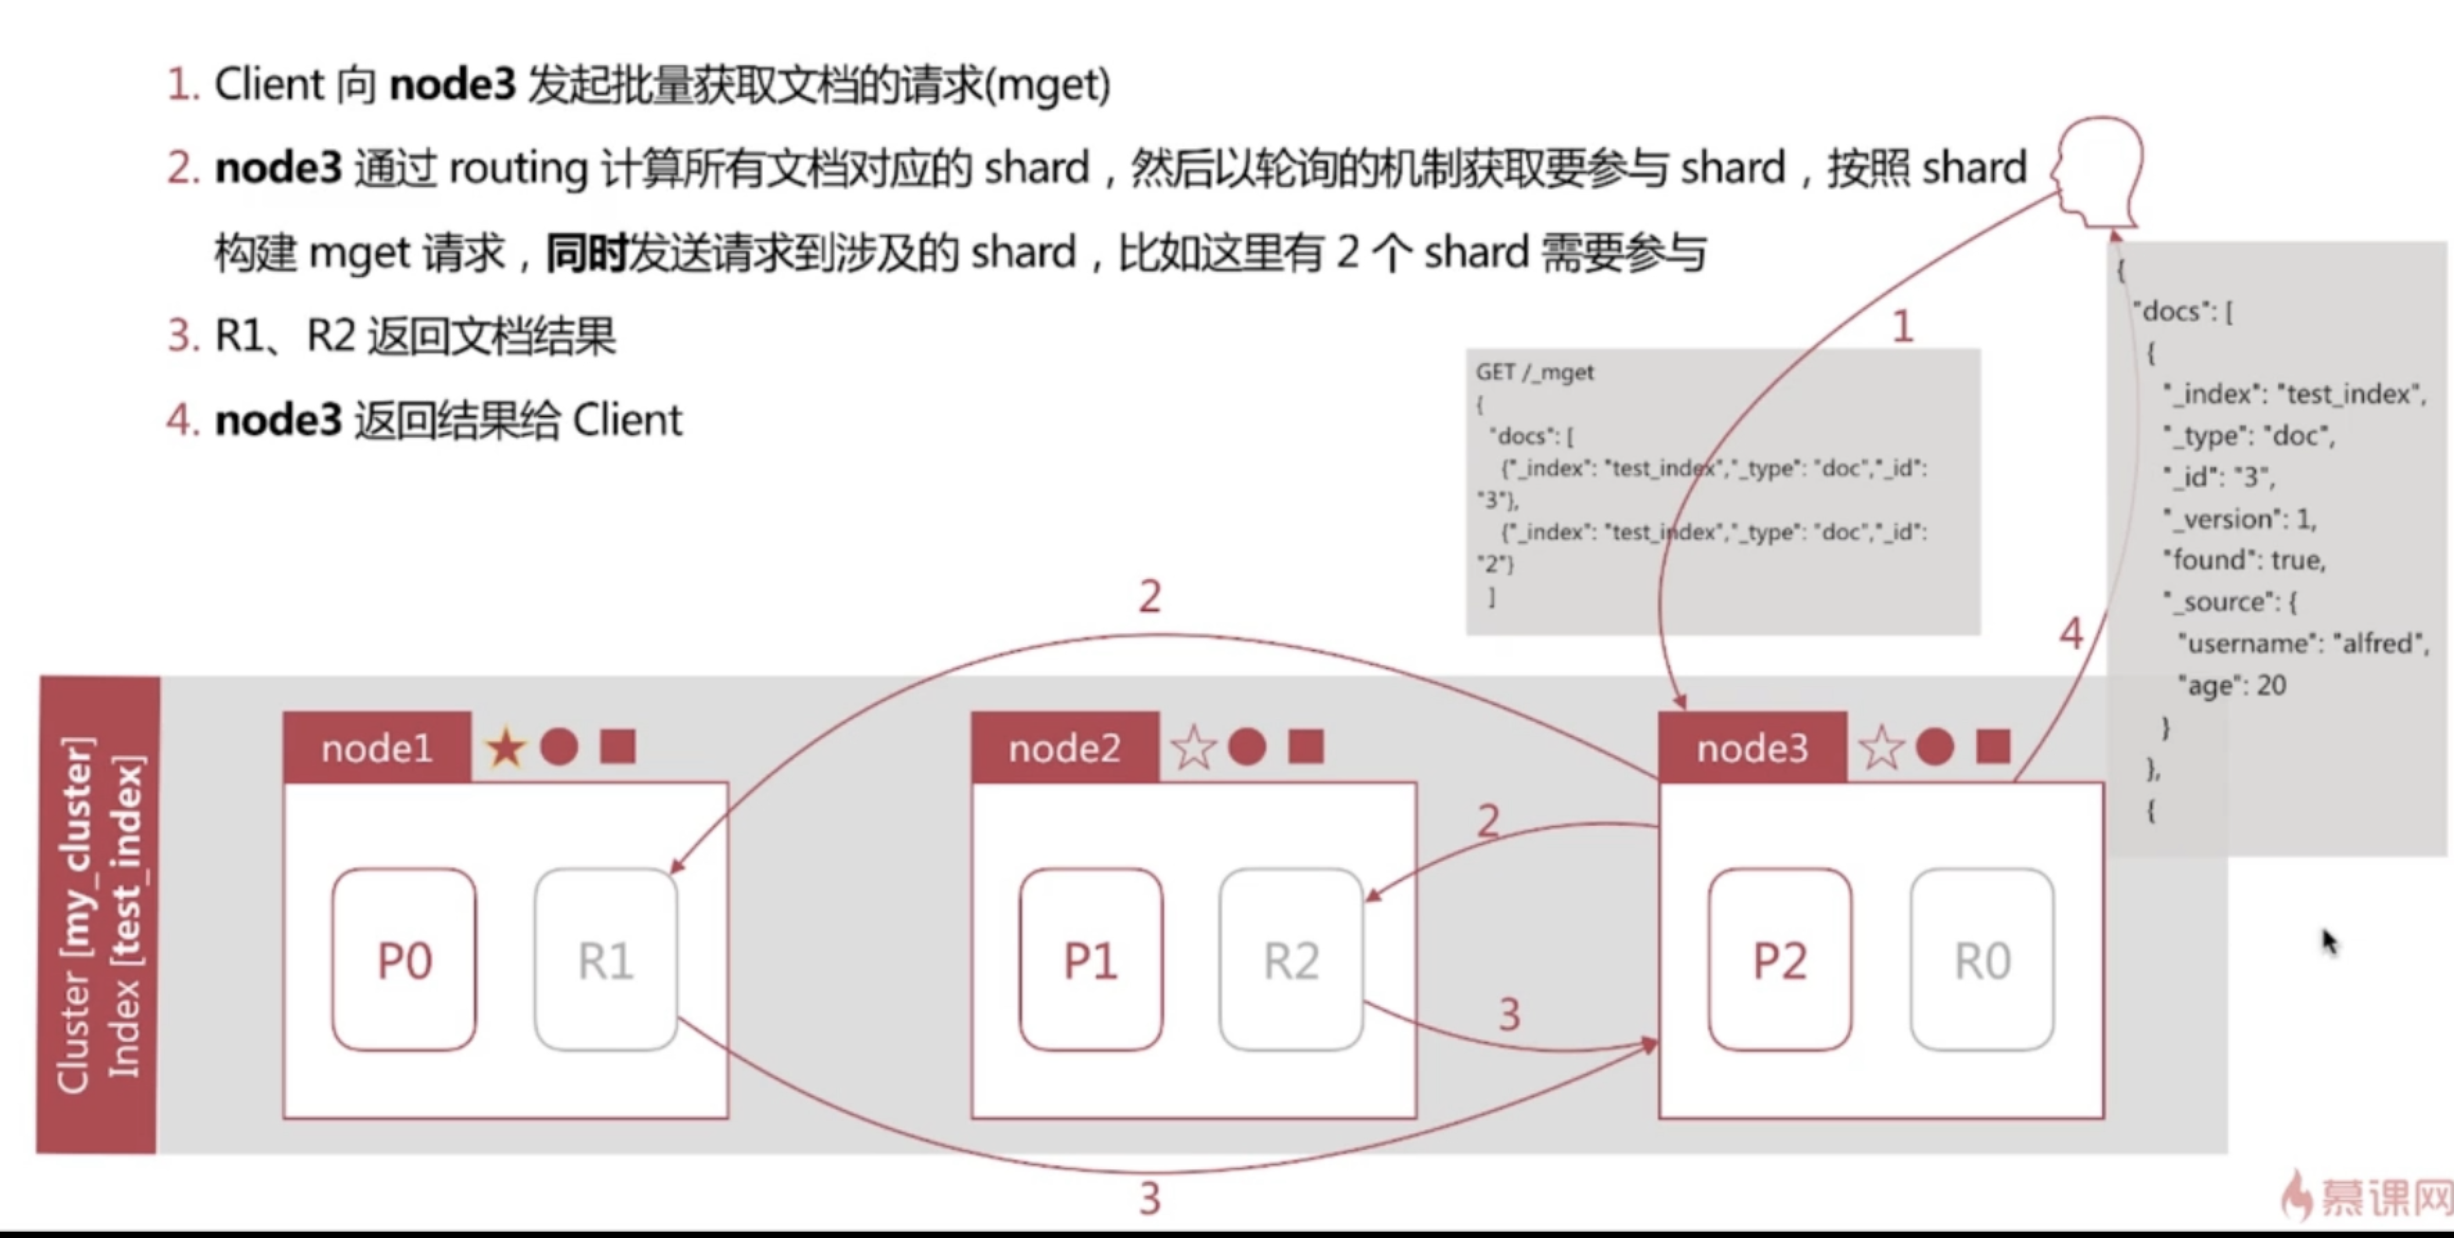 1. Client 向 node3 发起批量获取文档的请求(mget)
2. node3 通过 routing 计算所有文档对应的 shard，然后以轮询的机制获取要参与 shard，按照 shard
构建 mget 请求，同时发送请求到涉及的 shard，比如这里有 2 个 shard 需要参与
3. R1、R2 返回文档结果
4. node3 返回结果给 Client
1
GET /_mget
{
"docs": [
{"_index": "test_index","_type": "doc","_id":
"3"},
{"_index": "test_index","_type": "doc","_id":
"2"}
]
{
"docs": [
{
"_index": "test_index",
"_type": "doc",
"_id": "3",
"_version": 1,
"found": true,
"_source": {
"username": "alfred",
"age": 20
}
},
{
2
4
Cluster [my_cluster]
Index [test_index]
node1
node2
node3
2
P0
R1
P1
R2
P2
R0
3
3
慕课网